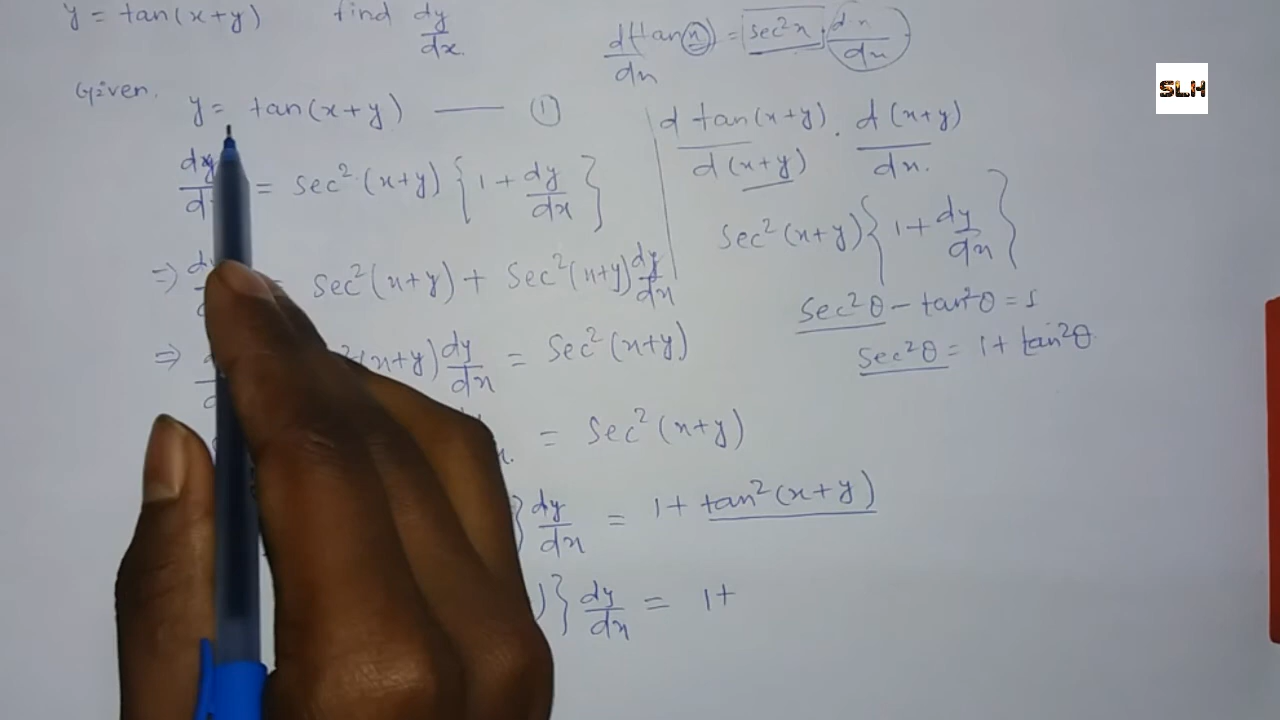 y = tan(x+y) find dy/dx.
d(tan x)/dx = sec²x · dx/dx
Given.
y = tan(x+y) —— ①
dy/d = sec² (x+y) { 1 + dy/dx }
⇒ d = sec²(x+y) + sec²(x+y) dy/dx
⇒ ²(x+y) dy/dx = sec² (x+y)
= sec² (x+y)
} dy/dx = 1 + tan² (x+y)
) } dy/dx = 1+
d tan(x+y)/d(x+y) · d(x+y)/dx.
sec² (x+y) { 1 + dy/dx }
sec²θ − tan²θ = 1
sec²θ = 1 + tan²θ
SLH